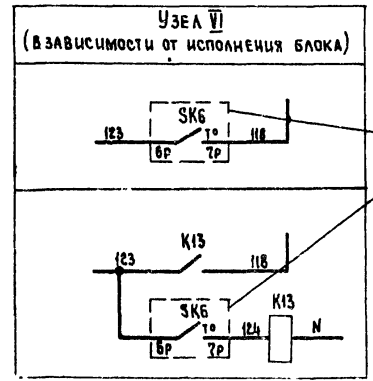 Узел VI
(в зависимости от исполнения блока)
SK6
123 T° 118
6р 7р
123 K13 118
SK6 K13
T° 124 N
6р 7р